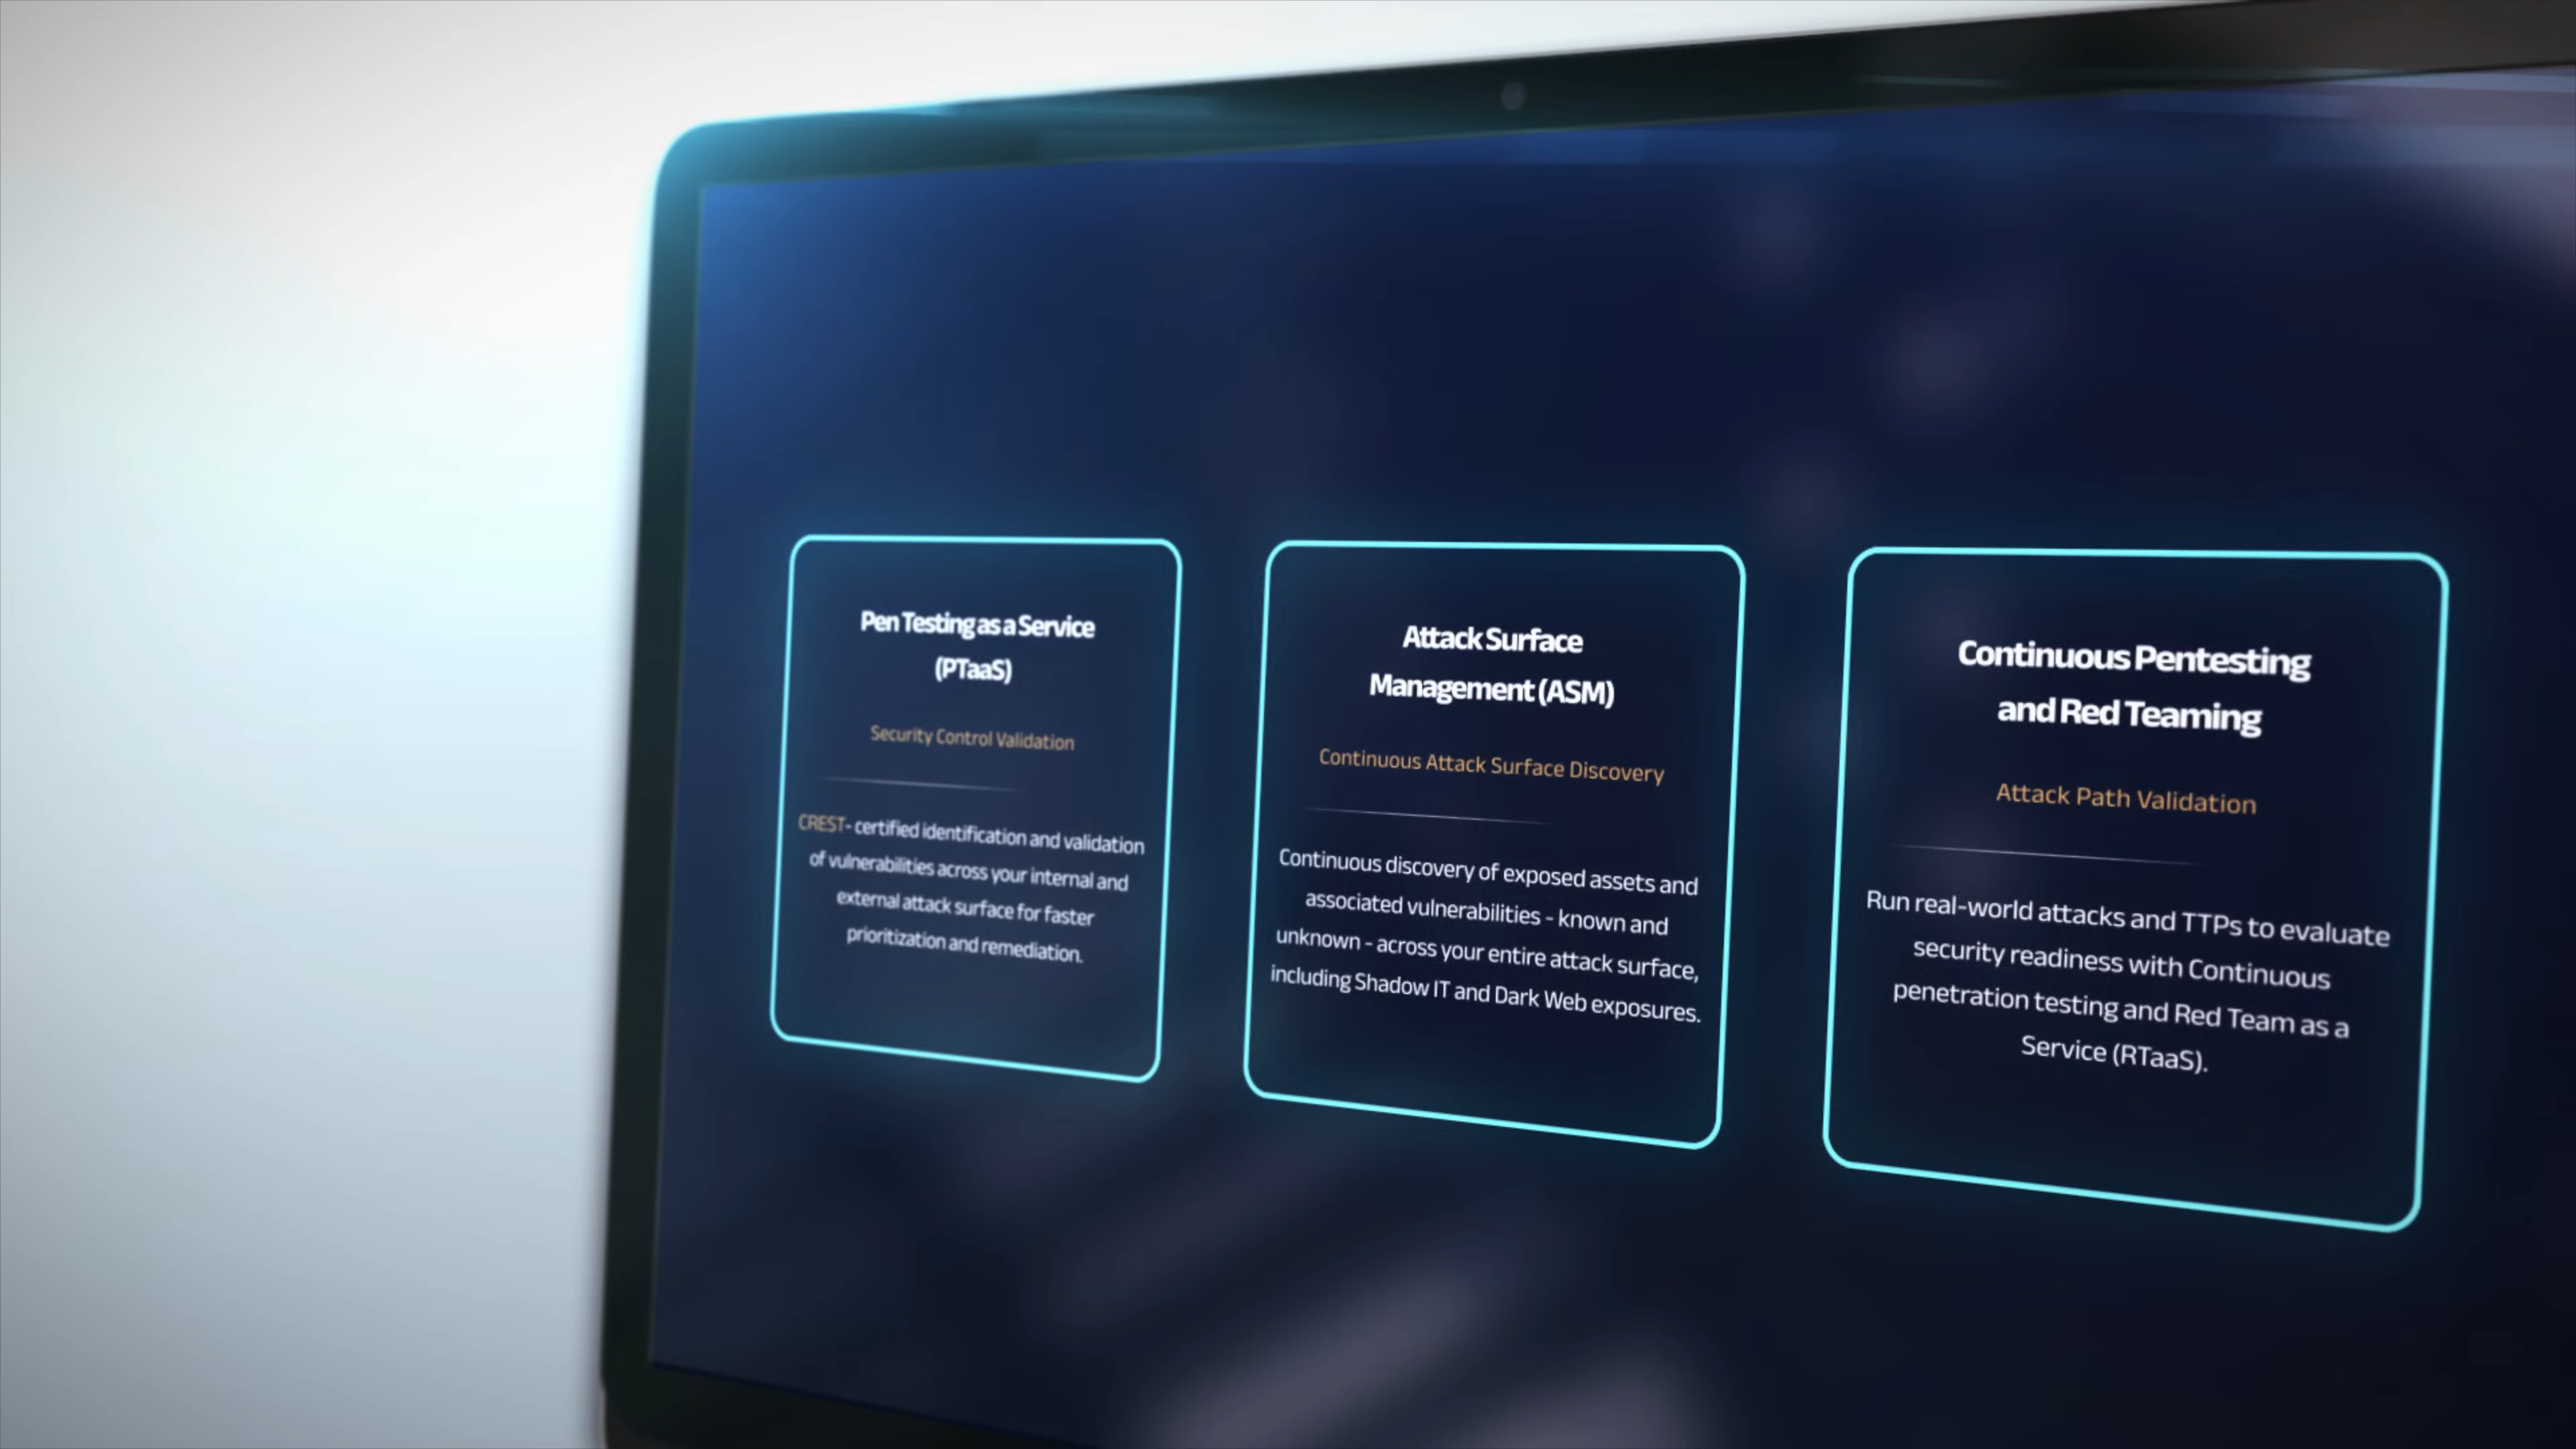 Pen Testing as a Service
(PTaaS)
Security Control Validation
CREST- certified identification and validation
of vulnerabilities across your internal and
external attack surface for faster
prioritization and remediation.
Attack Surface
Management (ASM)
Continuous Attack Surface Discovery
Continuous discovery of exposed assets and
associated vulnerabilities - known and
unknown - across your entire attack surface,
including Shadow IT and Dark Web exposures.
Continuous Pentesting
and Red Teaming
Attack Path Validation
Run real-world attacks and TTPs to evaluate
security readiness with Continuous
penetration testing and Red Team as a
Service (RTaaS).